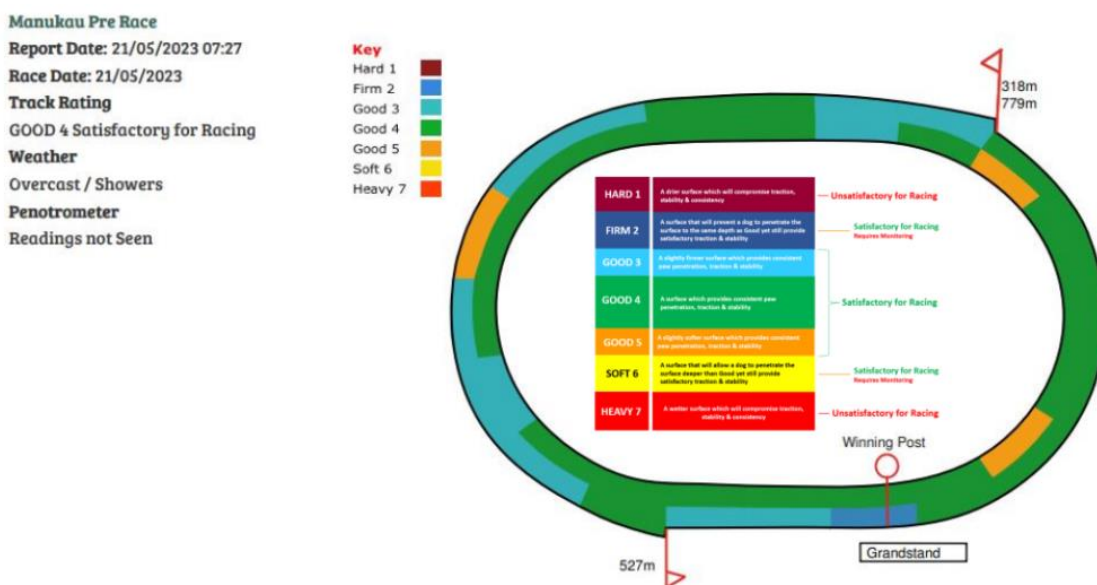 Manukau Pre Race
Report Date: 21/05/2023 07:27
Race Date: 21/05/2023
Track Rating
GOOD 4 Satisfactory for Racing
Weather
Overcast / Showers
Penotrometer
Readings not Seen
Key
Hard 1
Firm 2
Good 3
Good 4
Good 5
Soft 6
Heavy 7
318m
779m
HARD 1
A drier surface which will compromise traction,
stability & consistency
Unsatisfactory for Racing
FIRM 2
A surface that will prevent a dog to penetrate the
surface to the same depth as Good yet still provide
satisfactory traction & stability
Satisfactory for Racing
Requires Monitoring
GOOD 3
A slightly firmer surface which provides consistent
paw penetration, traction & stability
GOOD 4
A surface which provides consistent paw
penetration, traction & stability
Satisfactory for Racing
GOOD 5
A slightly softer surface which provides consistent
paw penetration, traction & stability
SOFT 6
A surface that will allow a dog to penetrate the
surface deeper than Good yet still provide
satisfactory traction & stability
Satisfactory for Racing
Requires Monitoring
HEAVY 7
A wetter surface which will compromise traction,
stability & consistency
Unsatisfactory for Racing
Winning Post
Grandstand
527m